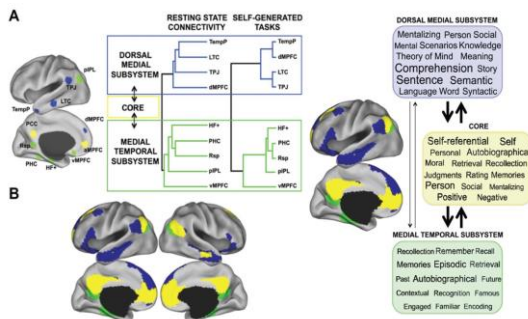 A
RESTING STATE
CONNECTIVITY
SELF-GENERATED
TASKS
DORSAL
MEDIAL
SUBSYSTEM
TempP
LTC
TPJ
dMPFC
TempP
dMPFC
LTC
TPJ
CORE
MEDIAL
TEMPORAL
SUBSYSTEM
HF+
PHC
Rsp
pIPL
vMPFC
HF+
PHC
Rsp
pIPL
vMPFC
pIPL
TPJ
LTC
TempP
dMPFC
PCC
Rsp
PHC
HF+
vMPFC
B
DORSAL MEDIAL SUBSYSTEM
Mentalizing Person Social
Mental Scenarios Knowledge
Theory of Mind Meaning
Comprehension Story
Sentence Semantic
Language Word Syntactic
CORE
Self-referential Self
Personal Autobiographical
Moral Retrieval Recollection
Judgments Rating Memories
Person Social Mentalizing
Positive Negative
MEDIAL TEMPORAL SUBSYSTEM
Recollection Remember Recall
Memories Episodic Retrieval
Past Autobiographical Future
Contextual Recognition Famous
Engaged Familiar Encoding